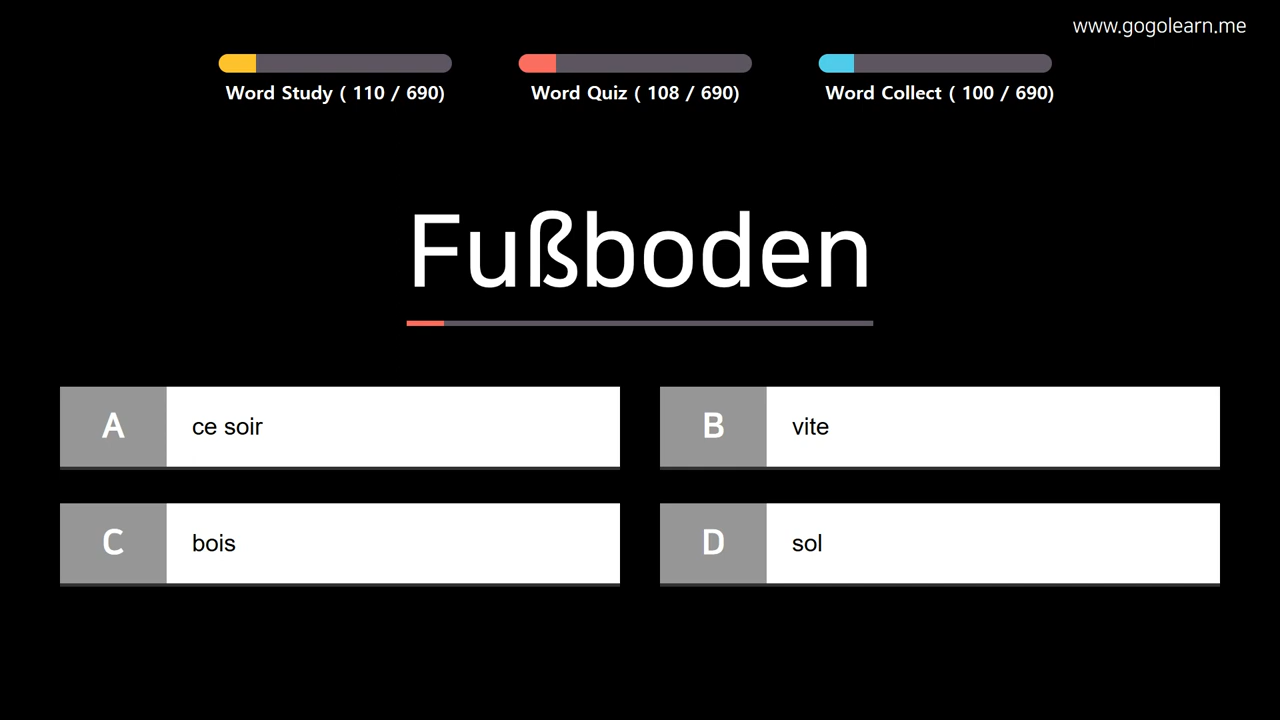 www.gogolearn.me
Word Study ( 110 / 690)
Word Quiz ( 108 / 690)
Word Collect ( 100 / 690)
Fußboden
A ce soir
B vite
C bois
D sol